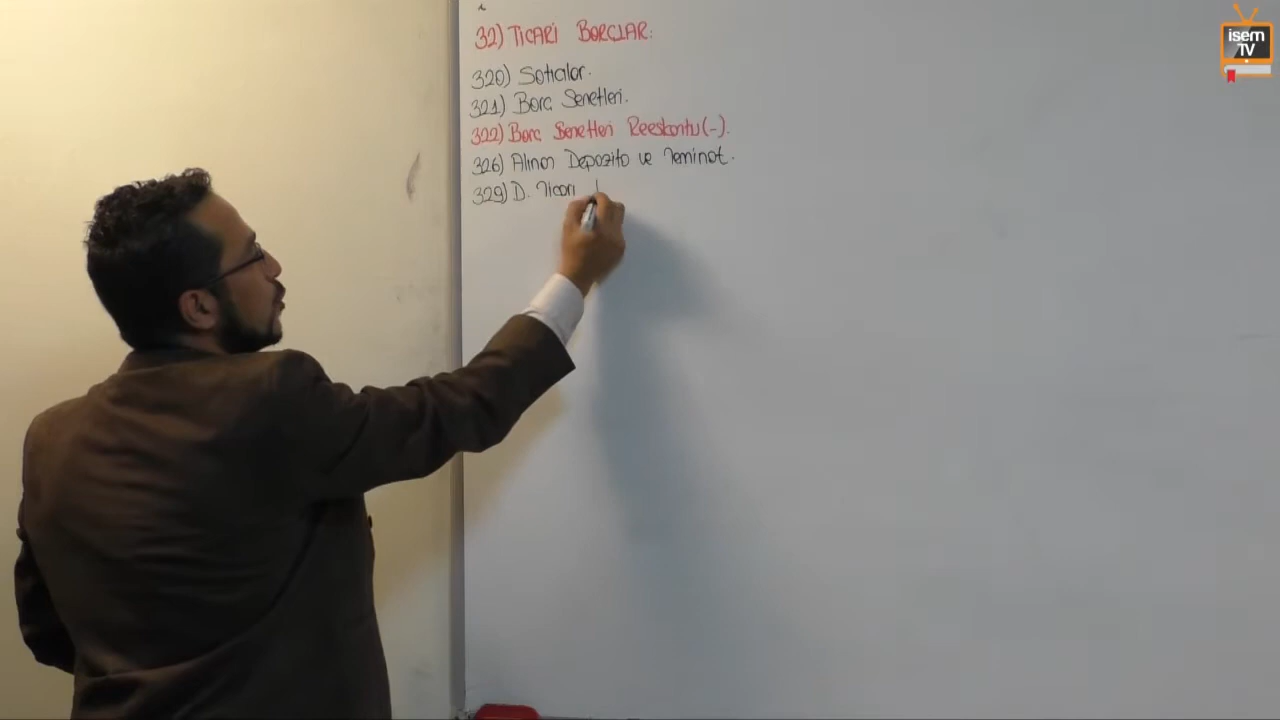 isem
TV
32) TİCARİ BORÇLAR:
320) Satıcılar.
321) Borç Senetleri.
322) Borç Senetleri Reeskontu (-).
326) Alınan Depozito ve Teminat.
329) D. Ticari